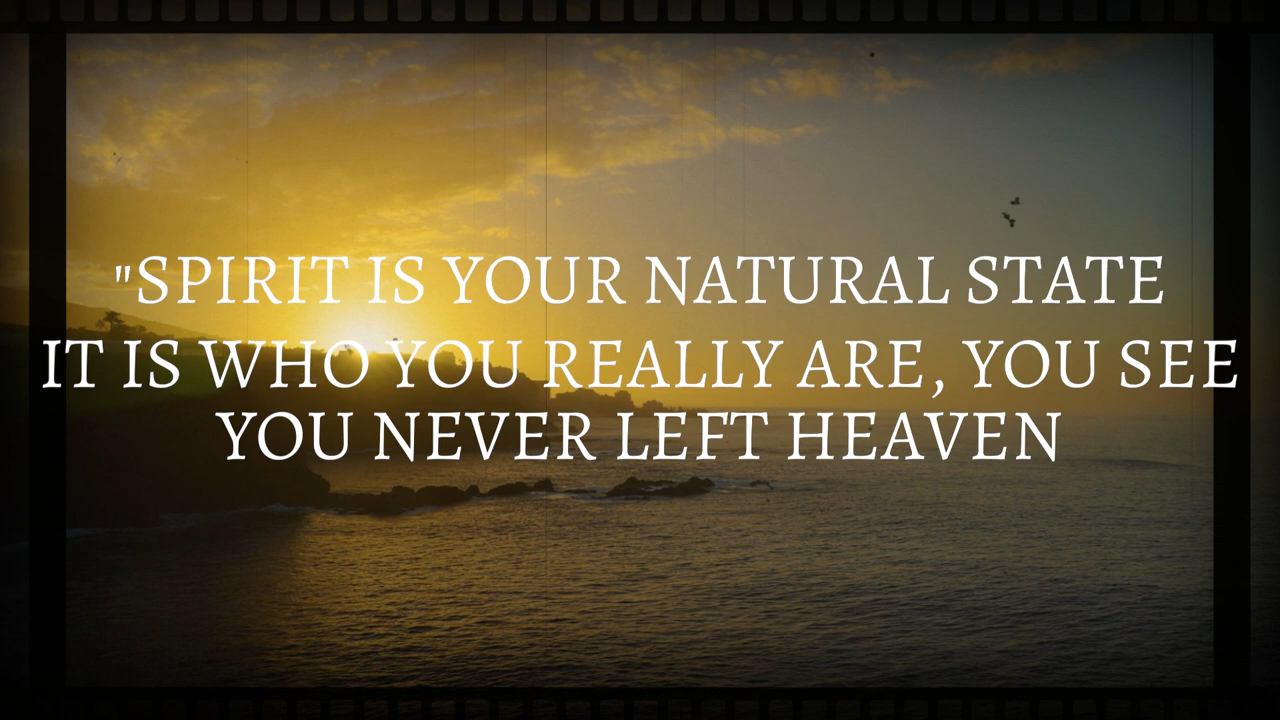 "SPIRIT IS YOUR NATURAL STATE
IT IS WHO YOU REALLY ARE, YOU SEE
YOU NEVER LEFT HEAVEN